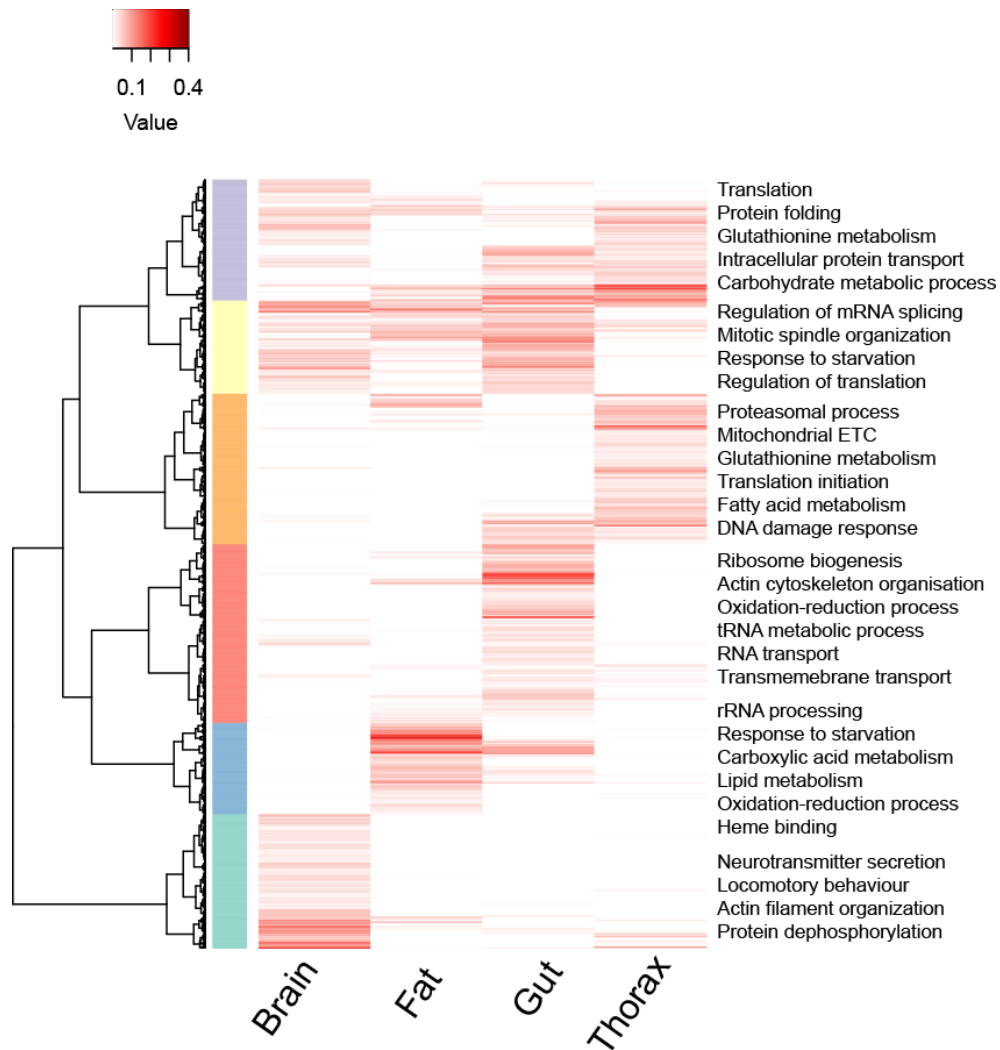 0.1 0.4
Value
Translation
Protein folding
Glutathionine metabolism
Intracellular protein transport
Carbohydrate metabolic process
Regulation of mRNA splicing
Mitotic spindle organization
Response to starvation
Regulation of translation
Proteasomal process
Mitochondrial ETC
Glutathionine metabolism
Translation initiation
Fatty acid metabolism
DNA damage response
Ribosome biogenesis
Actin cytoskeleton organisation
Oxidation-reduction process
tRNA metabolic process
RNA transport
Transmemebrane transport
rRNA processing
Response to starvation
Carboxylic acid metabolism
Lipid metabolism
Oxidation-reduction process
Heme binding
Neurotransmitter secretion
Locomotory behaviour
Actin filament organization
Protein dephosphorylation
Brain
Fat
Gut
Thorax